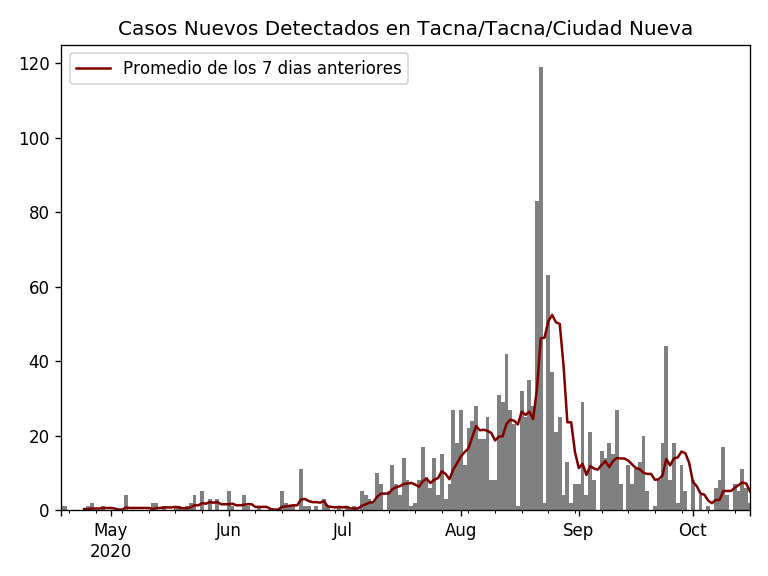 Casos Nuevos Detectados en Tacna/Tacna/Ciudad Nueva
Promedio de los 7 dias anteriores
120
100
80
60
40
20
0
May Jun Jul Aug Sep Oct
2020